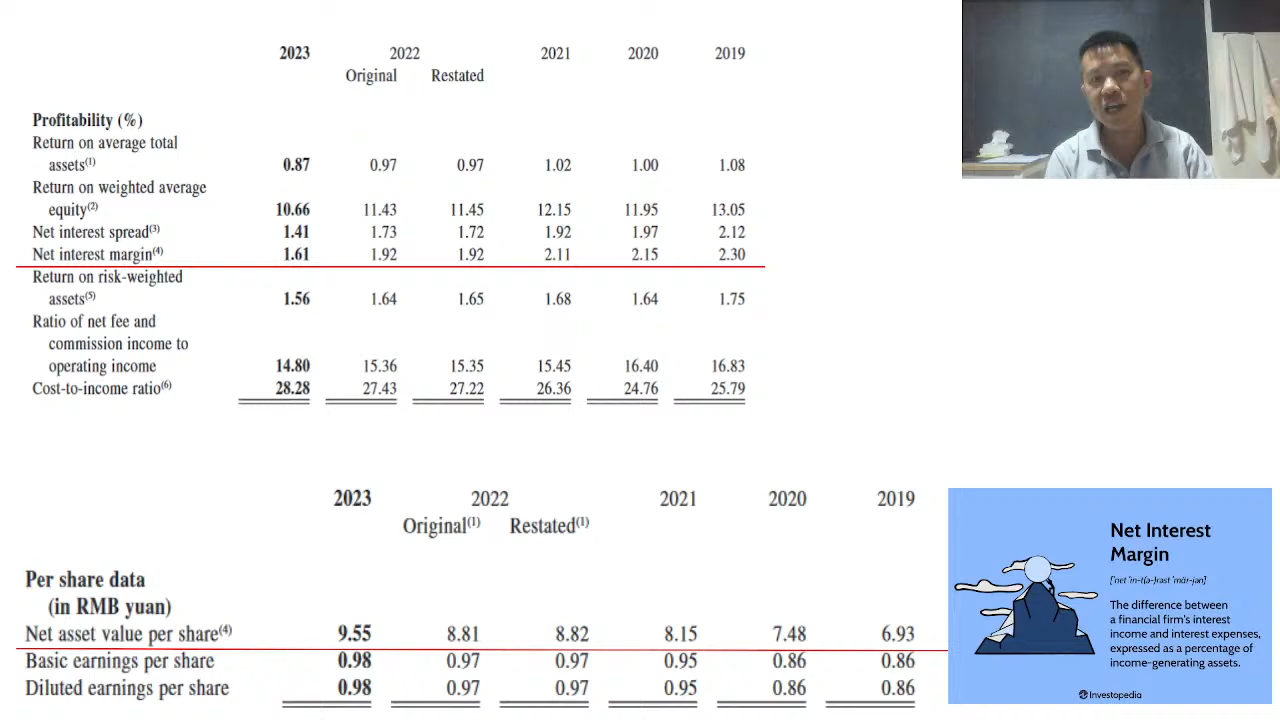 2023 2022 2021 2020 2019
Original Restated
Profitability (%)
Return on average total
assets(1) 0.87 0.97 0.97 1.02 1.00 1.08
Return on weighted average
equity(2) 10.66 11.43 11.45 12.15 11.95 13.05
Net interest spread(3) 1.41 1.73 1.72 1.92 1.97 2.12
Net interest margin(4) 1.61 1.92 1.92 2.11 2.15 2.30
Return on risk-weighted
assets(5) 1.56 1.64 1.65 1.68 1.64 1.75
Ratio of net fee and
commission income to
operating income 14.80 15.36 15.35 15.45 16.40 16.83
Cost-to-income ratio(6) 28.28 27.43 27.22 26.36 24.76 25.79
2023 2022 2021 2020 2019
Original(1) Restated(1)
Per share data
(in RMB yuan)
Net asset value per share(4) 9.55 8.81 8.82 8.15 7.48 6.93
Basic earnings per share 0.98 0.97 0.97 0.95 0.86 0.86
Diluted earnings per share 0.98 0.97 0.97 0.95 0.86 0.86
Net Interest
Margin
['net 'in-t(ə-)rəst 'mär-jən]
The difference between
a financial firm's interest
income and interest expenses,
expressed as a percentage of
income-generating assets.
Investopedia